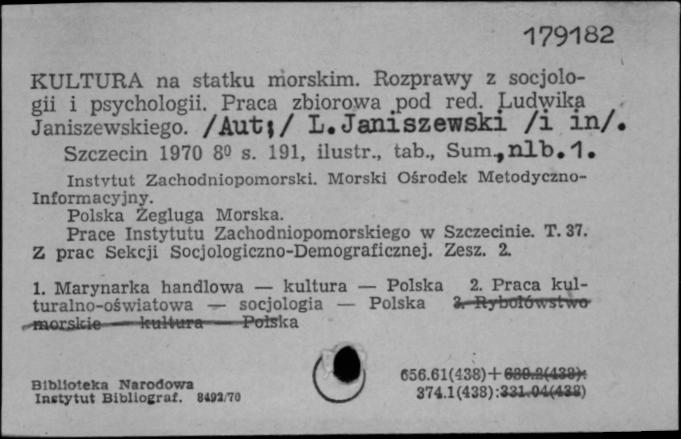 179182
KULTURA na statku morskim. Rozprawy z socjolo-
gii i psychologii. Praca zbiorowa pod red. Ludwika
Janiszewskiego. /Aut;/ L.Janiszewski /i in/.
Szczecin 1970 8º s. 191, ilustr., tab., Sum.,nlb.1.
Instytut Zachodniopomorski. Morski Ośrodek Metodyczno-
Informacyjny.
Polska Żegluga Morska.
Prace Instytutu Zachodniopomorskiego w Szczecinie. T. 37.
Z prac Sekcji Socjologiczno-Demograficznej. Zesz. 2.
1. Marynarka handlowa — kultura — Polska 2. Praca kul-
turalno-oświatowa — socjologia — Polska 3. Rybołówstwo
morskie — kultura — Polska
656.61(438)+639.2(438):
374.1(438):331.04(438)
Biblioteka Narodowa
Instytut Bibliograf. 8492/70